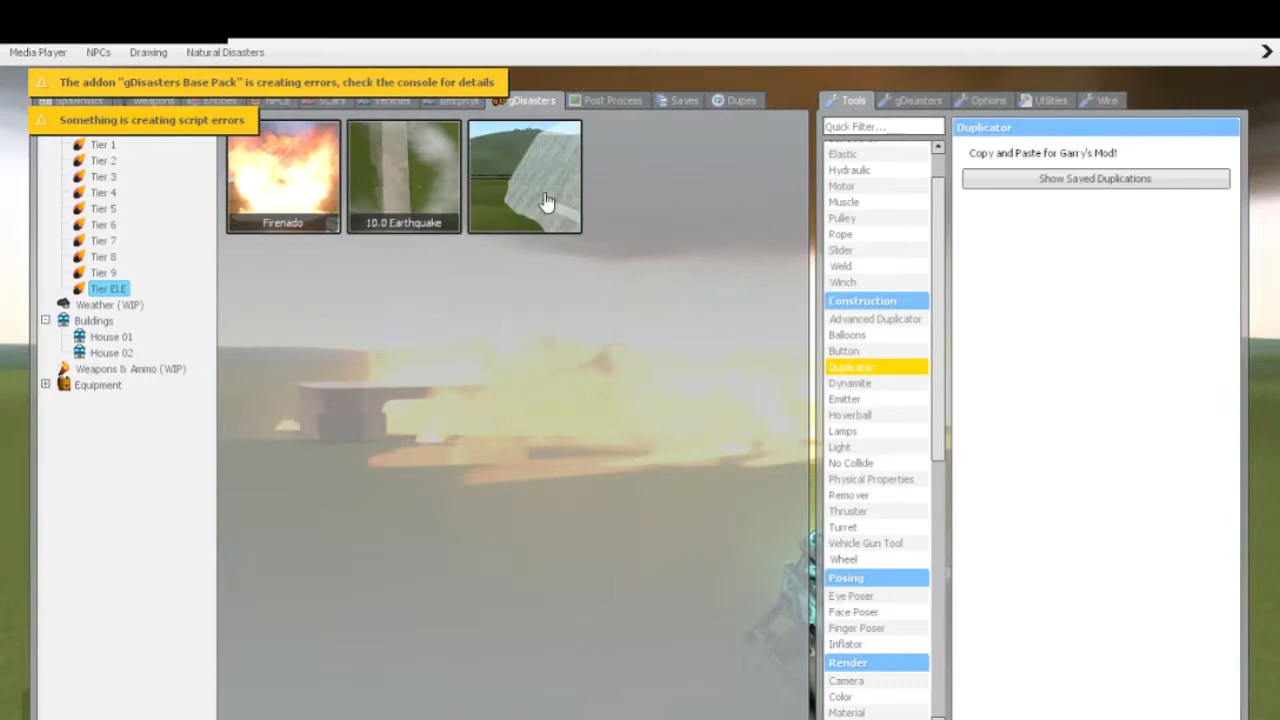 Media Player NPCs Drawing Natural Disasters
The addon "gDisasters Base Pack" is creating errors, check the console for details
gDisasters Post Process Saves Dupes
Tools gDisasters Options Utilities Wire
Something is creating script errors
Quick Filter...
Duplicator
Copy and Paste for Garry's Mod!
Show Saved Duplications
Tier 1
Tier 2
Tier 3
Tier 4
Tier 5
Tier 6
Tier 7
Tier 8
Tier 9
Tier ELE
Weather (WIP)
Buildings
House 01
House 02
Weapons & Ammo (WIP)
Equipment
Firenado
10.0 Earthquake
Elastic
Hydraulic
Motor
Muscle
Pulley
Rope
Slider
Weld
Winch
Construction
Advanced Duplicator
Balloons
Button
Duplicator
Dynamite
Emitter
Hoverball
Lamps
Light
No Collide
Physical Properties
Remover
Thruster
Turret
Vehicle Gun Tool
Wheel
Posing
Eye Poser
Face Poser
Finger Poser
Inflator
Render
Camera
Color
Material